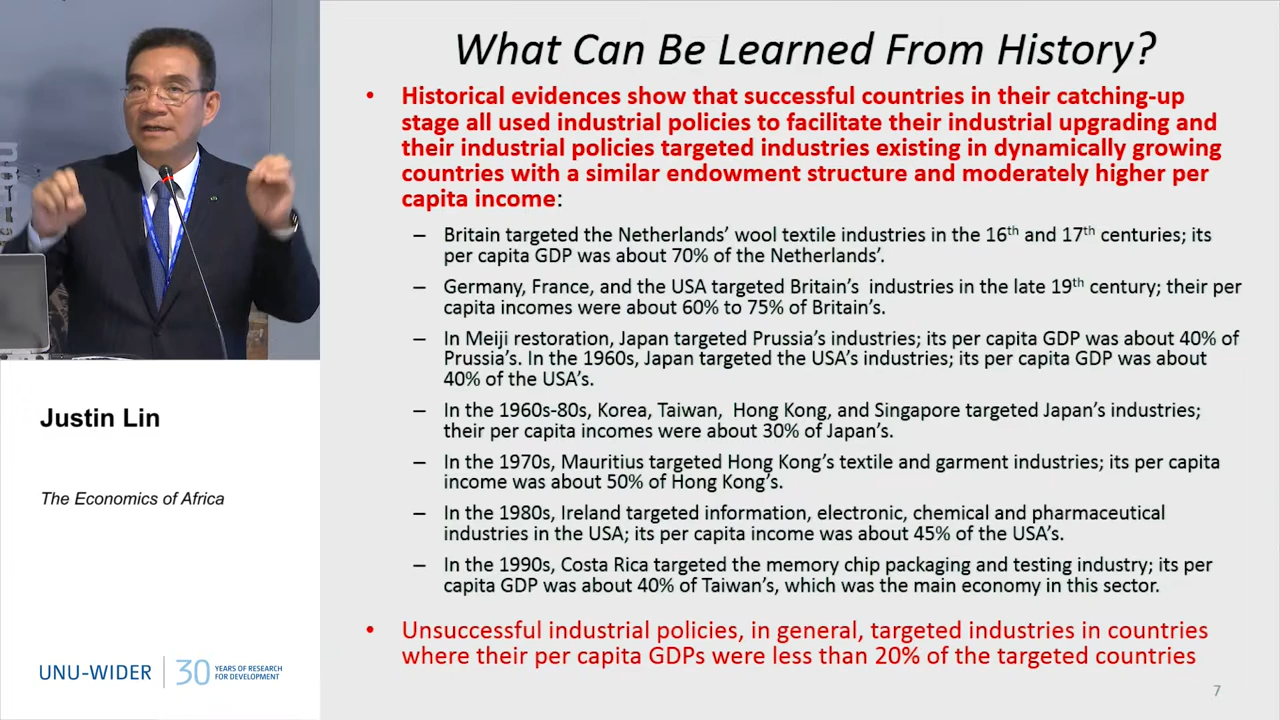 What Can Be Learned From History?
• Historical evidences show that successful countries in their catching-up
stage all used industrial policies to facilitate their industrial upgrading and
their industrial policies targeted industries existing in dynamically growing
countries with a similar endowment structure and moderately higher per
capita income:
– Britain targeted the Netherlands’ wool textile industries in the 16th and 17th centuries; its
per capita GDP was about 70% of the Netherlands’.
– Germany, France, and the USA targeted Britain’s industries in the late 19th century; their per
capita incomes were about 60% to 75% of Britain’s.
– In Meiji restoration, Japan targeted Prussia’s industries; its per capita GDP was about 40% of
Prussia’s. In the 1960s, Japan targeted the USA’s industries; its per capita GDP was about
40% of the USA’s.
– In the 1960s-80s, Korea, Taiwan, Hong Kong, and Singapore targeted Japan’s industries;
their per capita incomes were about 30% of Japan’s.
– In the 1970s, Mauritius targeted Hong Kong’s textile and garment industries; its per capita
income was about 50% of Hong Kong’s.
– In the 1980s, Ireland targeted information, electronic, chemical and pharmaceutical
industries in the USA; its per capita income was about 45% of the USA’s.
– In the 1990s, Costa Rica targeted the memory chip packaging and testing industry; its per
capita GDP was about 40% of Taiwan’s, which was the main economy in this sector.
• Unsuccessful industrial policies, in general, targeted industries in countries
where their per capita GDPs were less than 20% of the targeted countries
7
Justin Lin
The Economics of Africa
UNU-WIDER
30 YEARS OF RESEARCH
FOR DEVELOPMENT